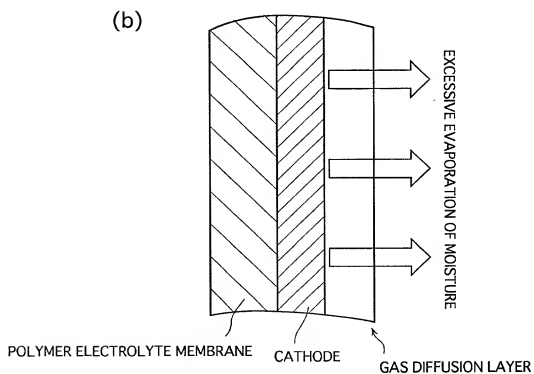 (b)
EXCESSIVE EVAPORATION OF MOISTURE
POLYMER ELECTROLYTE MEMBRANE
CATHODE
GAS DIFFUSION LAYER